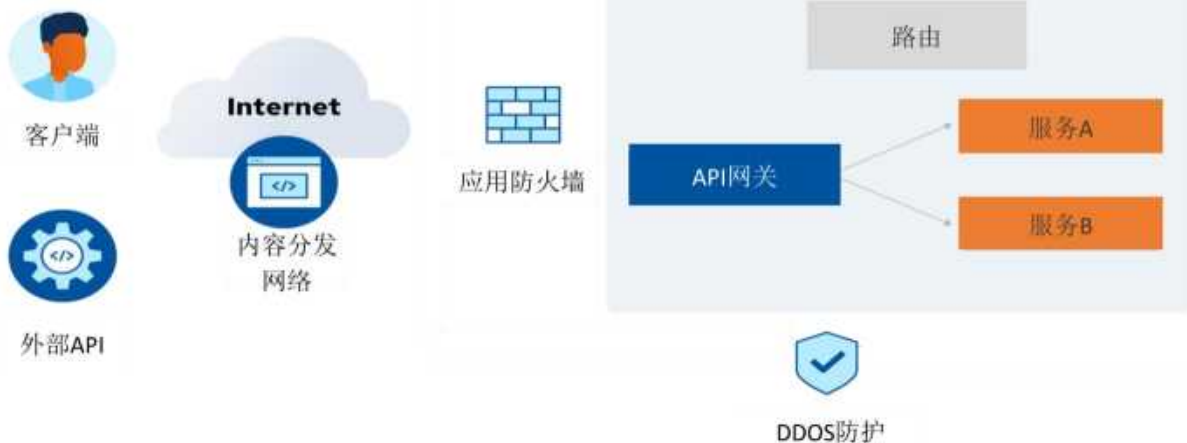 客户端
外部API
Internet
</>
内容分发
网络
</>
应用防火墙
路由
API网关
服务A
服务B
DDOS防护